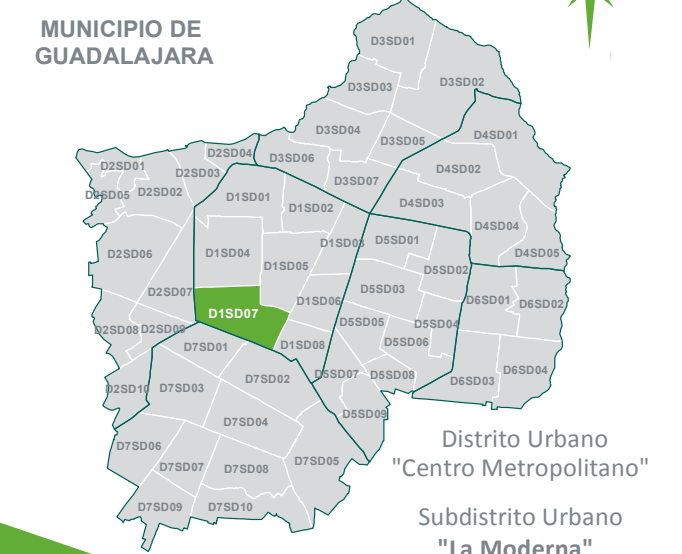 MUNICIPIO DE
GUADALAJARA
D3SD01
D3SD02
D3SD03
D3SD04
D3SD05
D4SD01
D2SD04
D3SD06
D4SD02
D2SD01
D2SD03
D3SD07
D2SD05
D2SD02
D1SD01
D1SD02
D4SD03
D4SD04
D1SD03
D5SD01
D2SD06
D1SD04
D4SD05
D1SD05
D5SD02
D2SD07
D5SD03
D1SD06
D6SD01
D6SD02
D1SD07
D5SD05
D5SD04
D2SD08
D2SD09
D5SD06
D7SD01
D1SD08
D6SD04
D7SD02
D5SD07
D5SD08
D6SD03
D2SD10
D7SD03
D5SD09
D7SD04
D7SD06
D7SD05
D7SD07
D7SD08
D7SD09
D7SD10
Distrito Urbano
"Centro Metropolitano"
Subdistrito Urbano
"La Moderna"